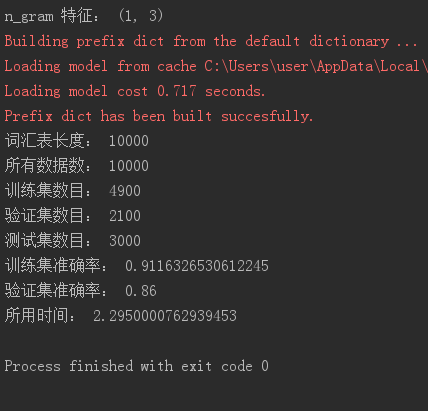 n_gram 特征： (1, 3)
Building prefix dict from the default dictionary ...
Loading model from cache C:\Users\user\AppData\Local\
Loading model cost 0.717 seconds.
Prefix dict has been built succesfully.
词汇表长度： 10000
所有数据数： 10000
训练集数目： 4900
验证集数目： 2100
测试集数目： 3000
训练集准确率： 0.9116326530612245
验证集准确率： 0.86
所用时间： 2.2950000762939453
Process finished with exit code 0